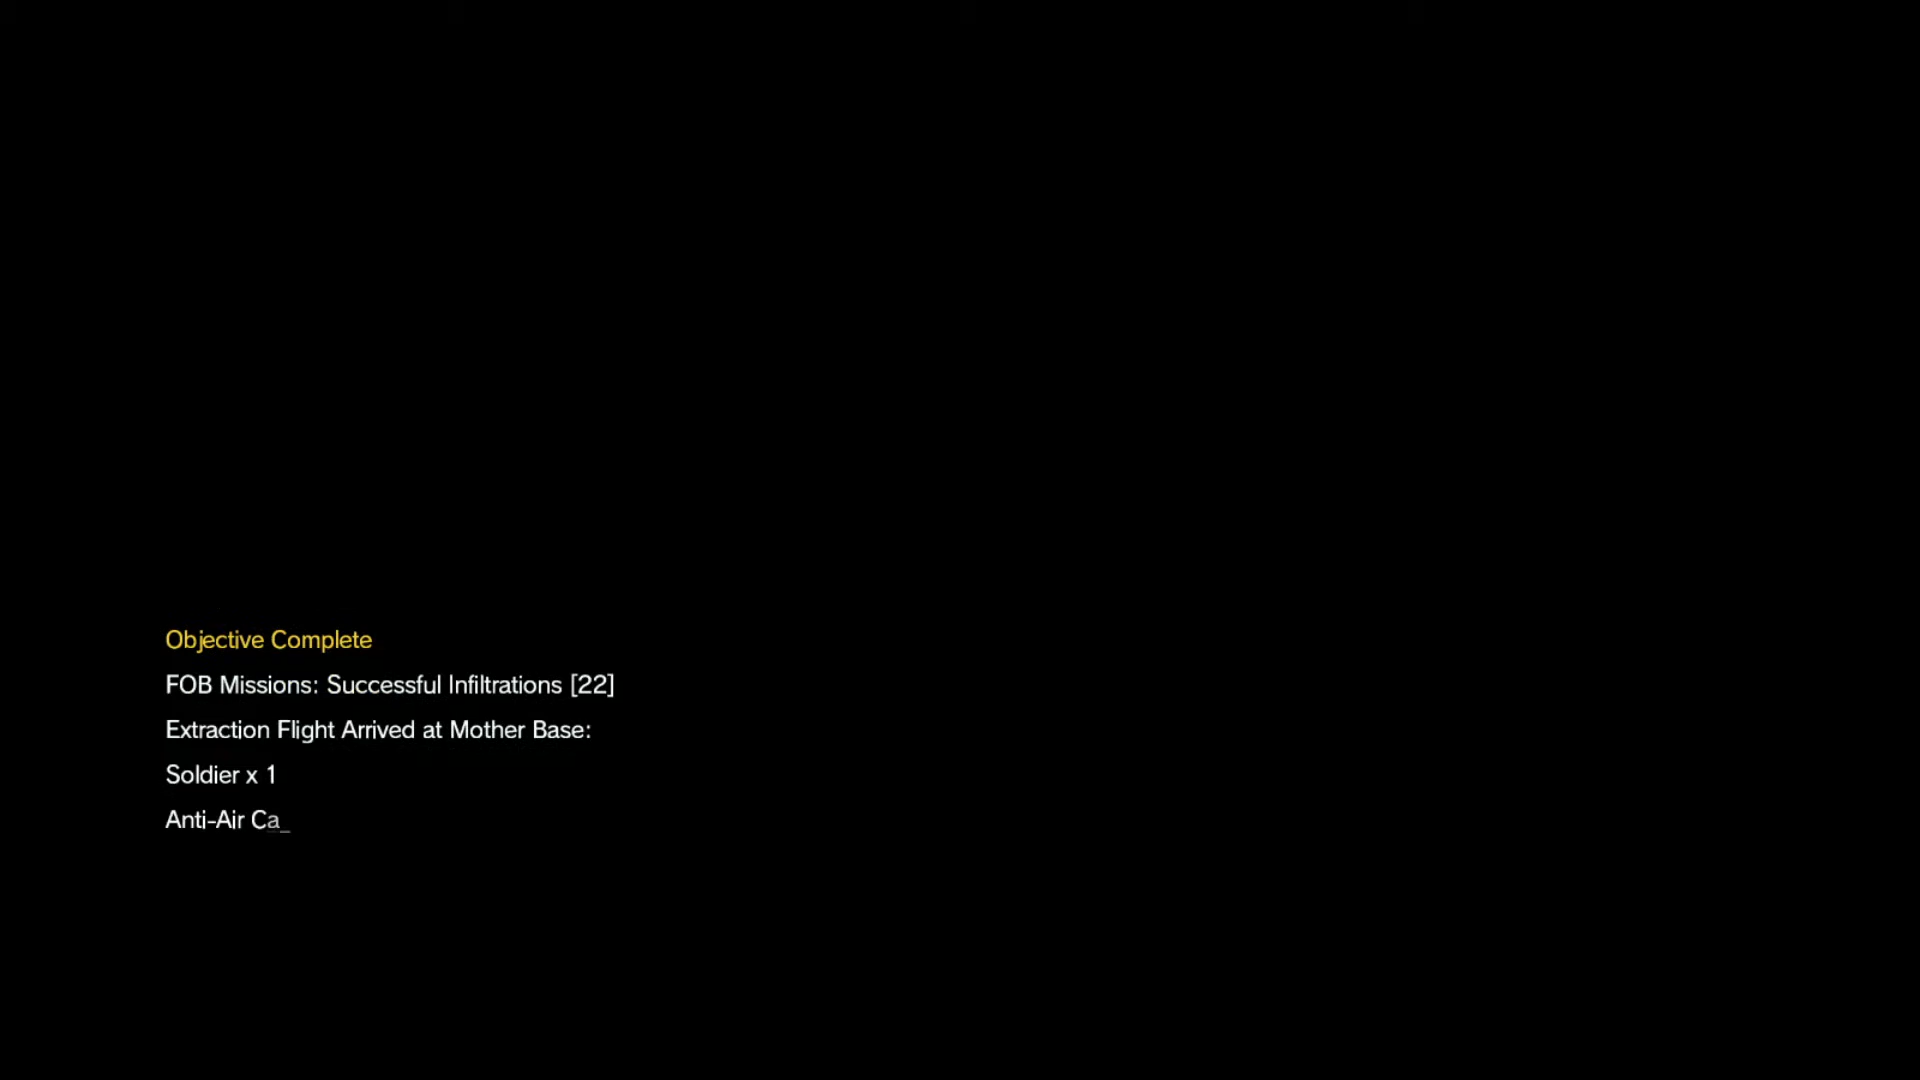 Objective Complete
FOB Missions: Successful Infiltrations [22]
Extraction Flight Arrived at Mother Base:
Soldier x 1
Anti-Air Ca_